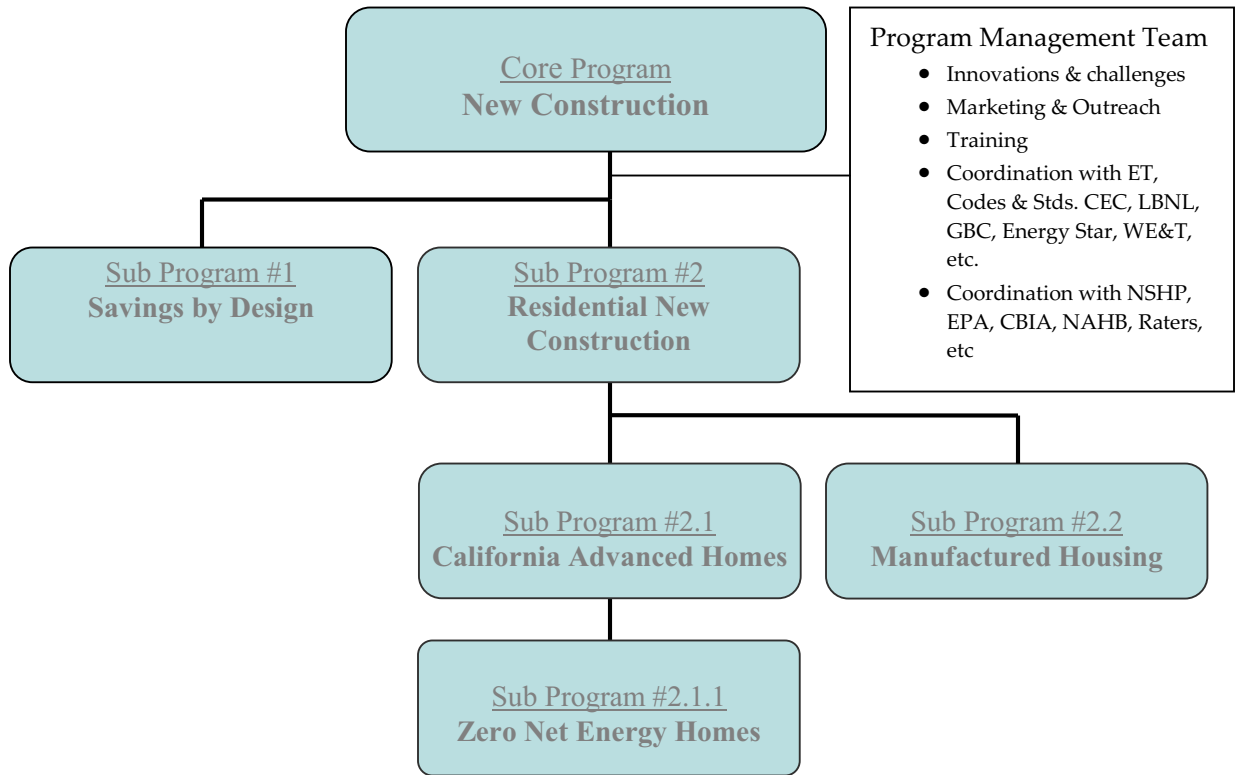 Core Program
New Construction
Program Management Team
● Innovations & challenges
● Marketing & Outreach
● Training
● Coordination with ET,
Codes & Stds. CEC, LBNL,
GBC, Energy Star, WE&T,
etc.
● Coordination with NSHP,
EPA, CBIA, NAHB, Raters,
etc
Sub Program #1
Savings by Design
Sub Program #2
Residential New
Construction
Sub Program #2.1
California Advanced Homes
Sub Program #2.2
Manufactured Housing
Sub Program #2.1.1
Zero Net Energy Homes